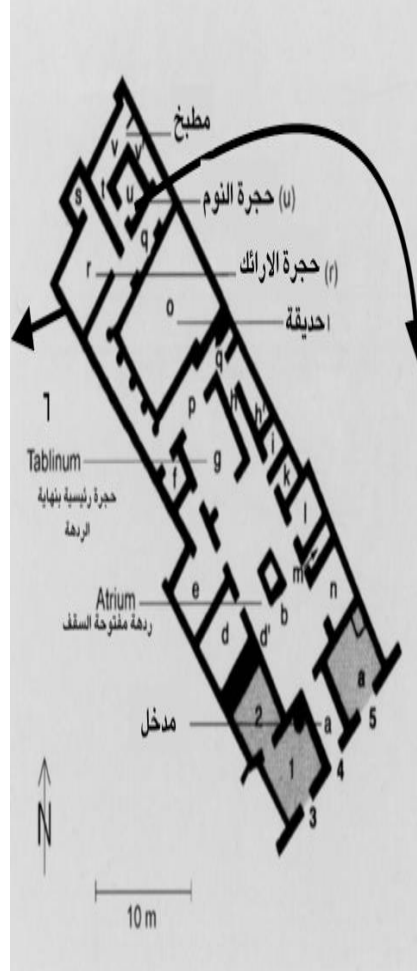 مطبخ
v
v'
s
t
u
حجرة النوم (u)
q
r
حجرة الارائك (r)
o
احديقة
q
p
h
h'
i
Tablinum
g
f
k
حجرة رئيسية بنهاية
الردهة
l
m
Atrium
e
b
n
ردهة مفتوحة السقف
d
d'
a
مدخل
2
a
5
1
4
3
N
10 m